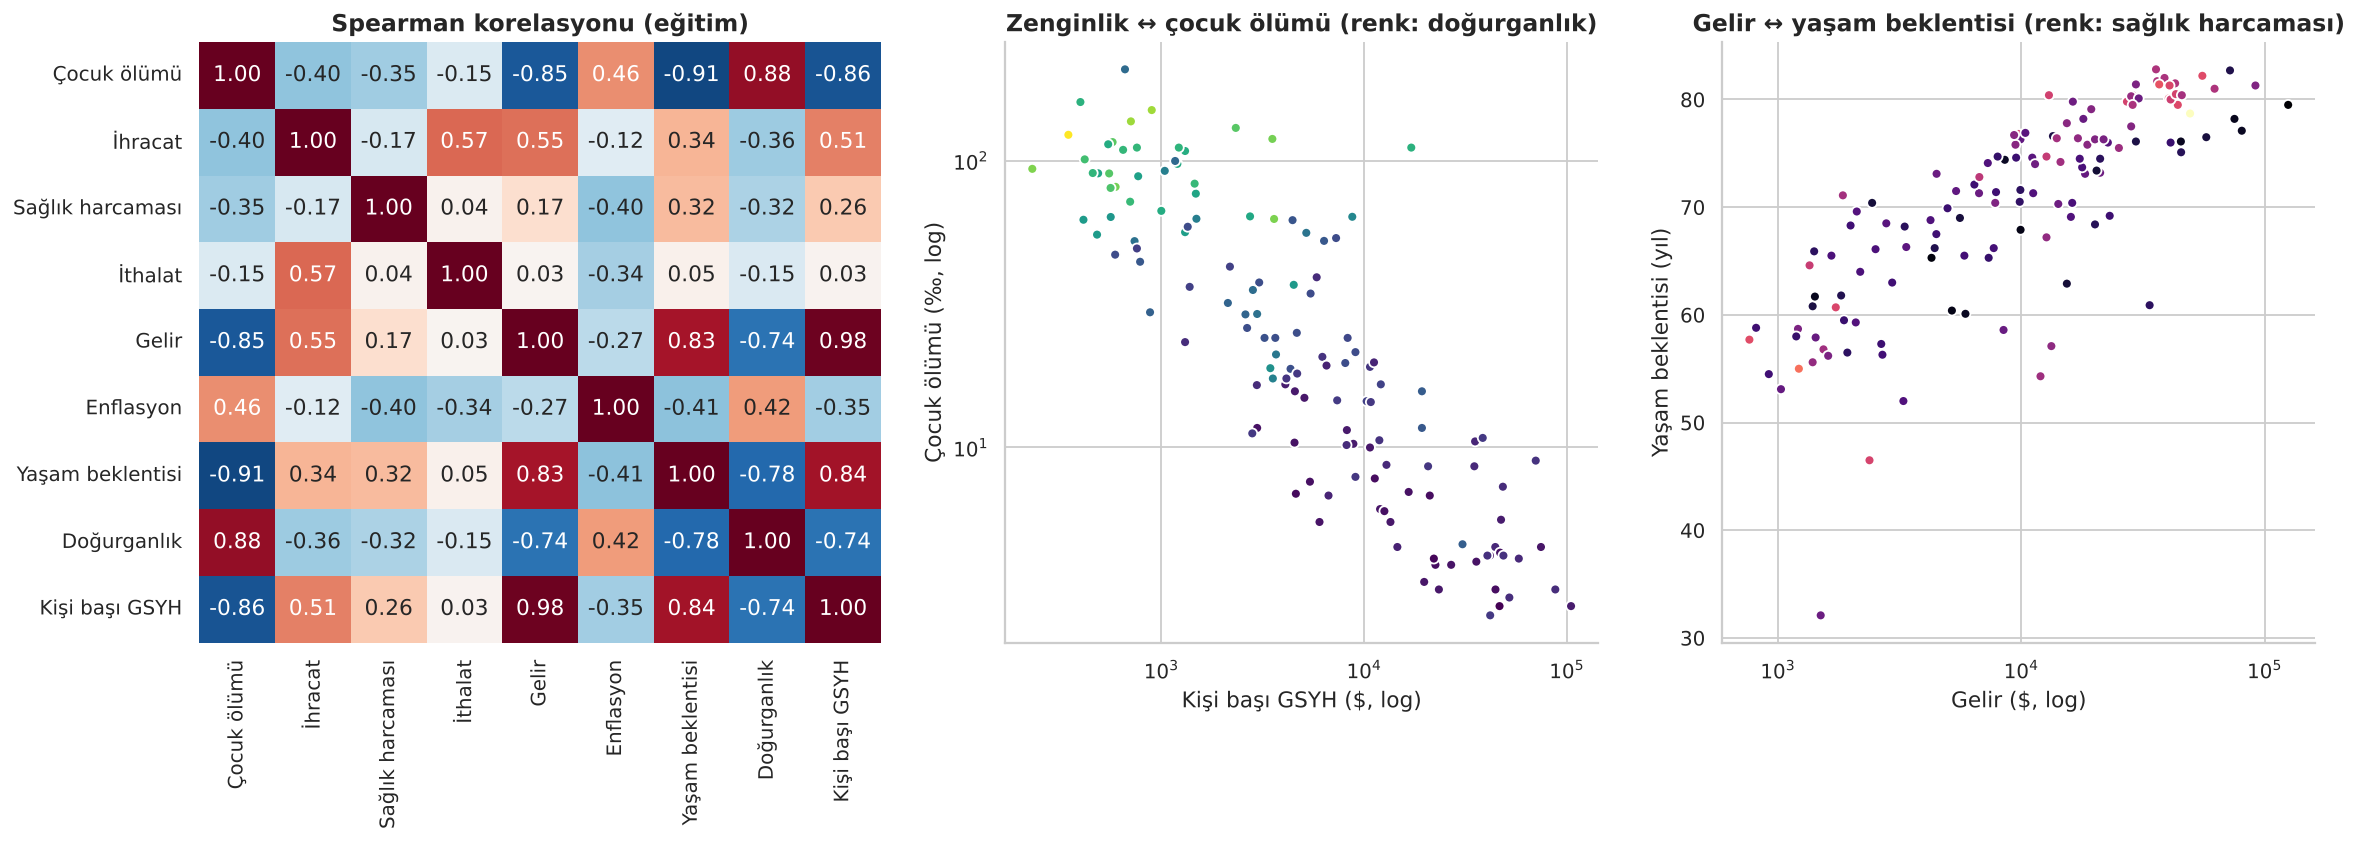 Spearman korelasyonu (eğitim)
Çocuk ölümü 1.00 -0.40 -0.35 -0.15 -0.85 0.46 -0.91 0.88 -0.86
İhracat -0.40 1.00 -0.17 0.57 0.55 -0.12 0.34 -0.36 0.51
Sağlık harcaması -0.35 -0.17 1.00 0.04 0.17 -0.40 0.32 -0.32 0.26
İthalat -0.15 0.57 0.04 1.00 0.03 -0.34 0.05 -0.15 0.03
Gelir -0.85 0.55 0.17 0.03 1.00 -0.27 0.83 -0.74 0.98
Enflasyon 0.46 -0.12 -0.40 -0.34 -0.27 1.00 -0.41 0.42 -0.35
Yaşam beklentisi -0.91 0.34 0.32 0.05 0.83 -0.41 1.00 -0.78 0.84
Doğurganlık 0.88 -0.36 -0.32 -0.15 -0.74 0.42 -0.78 1.00 -0.74
Kişi başı GSYH -0.86 0.51 0.26 0.03 0.98 -0.35 0.84 -0.74 1.00
Çocuk ölümü
İhracat
Sağlık harcaması
İthalat
Gelir
Enflasyon
Yaşam beklentisi
Doğurganlık
Kişi başı GSYH
Zenginlik ↔ çocuk ölümü (renk: doğurganlık)
Çocuk ölümü (‰, log)
10²
10¹
10³ 10⁴ 10⁵
Kişi başı GSYH ($, log)
Gelir ↔ yaşam beklentisi (renk: sağlık harcaması)
Yaşam beklentisi (yıl)
80
70
60
50
40
30
10³ 10⁴ 10⁵
Gelir ($, log)